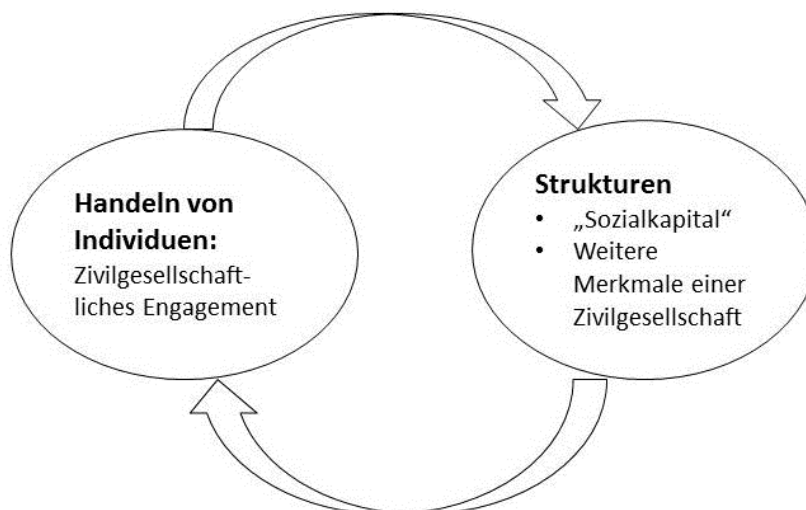 Handeln von
Individuen:
Zivilgesellschaft-
liches Engagement
Strukturen
• „Sozialkapital“
• Weitere
Merkmale einer
Zivilgesellschaft